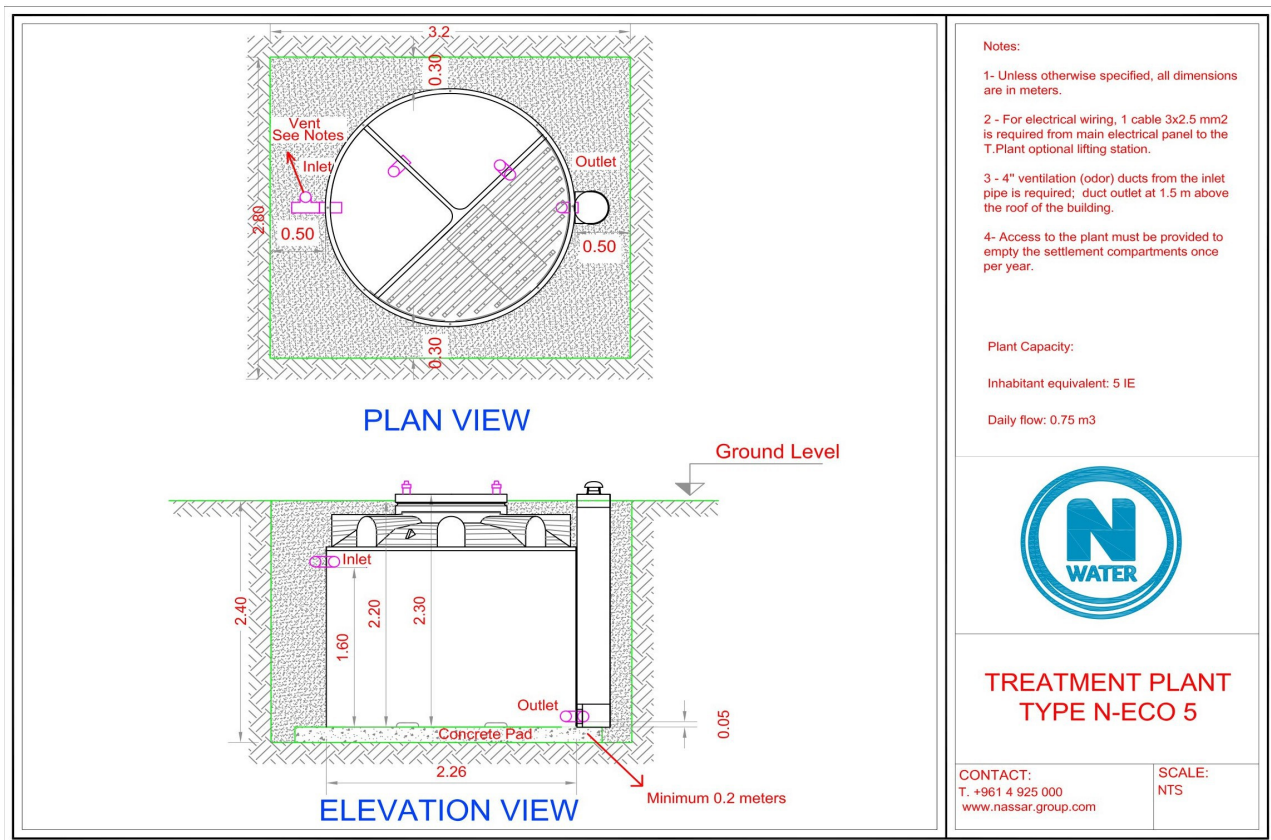 3.2
0.30
Vent
See Notes
Inlet
Outlet
2.80
0.50
0.50
0.30
PLAN VIEW
Ground Level
Inlet
2.40
1.60
2.20
2.30
Outlet
0.05
Concrete Pad
2.26
Minimum 0.2 meters
ELEVATION VIEW
Notes:
1- Unless otherwise specified, all dimensions
are in meters.
2 - For electrical wiring, 1 cable 3x2.5 mm2
is required from main electrical panel to the
T.Plant optional lifting station.
3 - 4" ventilation (odor) ducts from the inlet
pipe is required; duct outlet at 1.5 m above
the roof of the building.
4- Access to the plant must be provided to
empty the settlement compartments once
per year.
Plant Capacity:
Inhabitant equivalent: 5 IE
Daily flow: 0.75 m3
N
WATER
TREATMENT PLANT
TYPE N-ECO 5
CONTACT:
T. +961 4 925 000
www.nassar.group.com
SCALE:
NTS